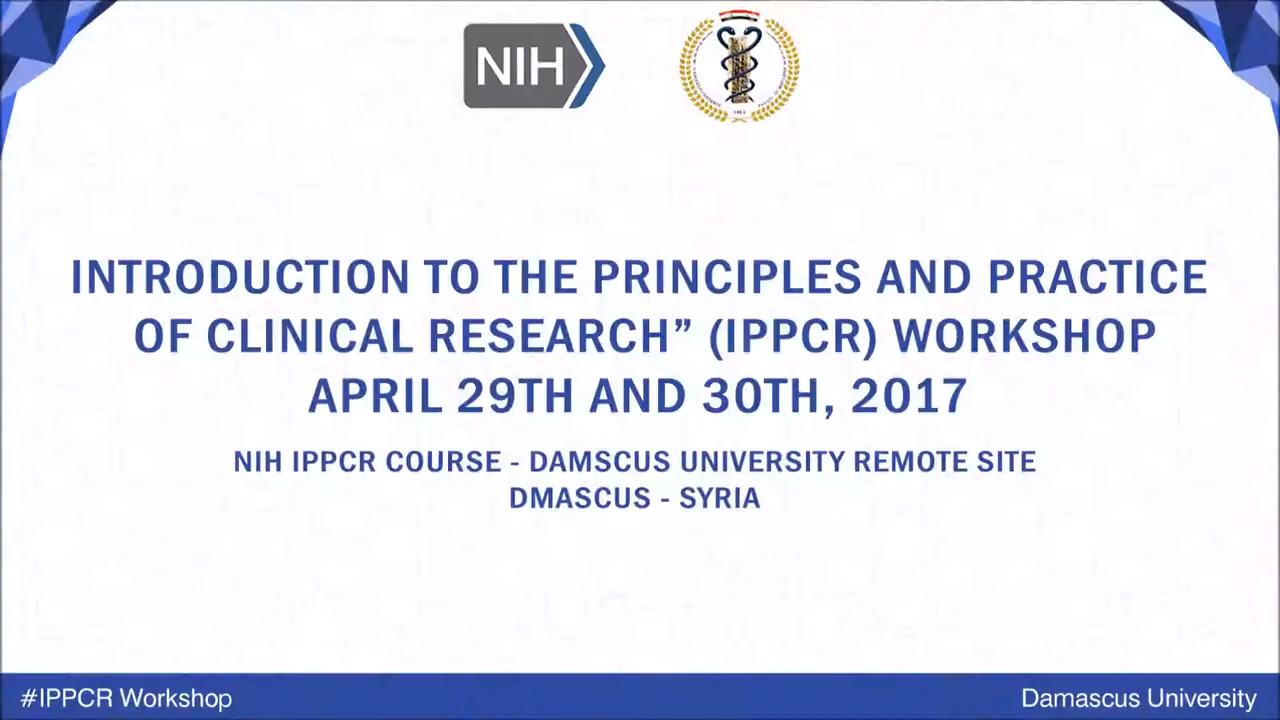 NIH
1903
INTRODUCTION TO THE PRINCIPLES AND PRACTICE
OF CLINICAL RESEARCH” (IPPCR) WORKSHOP
APRIL 29TH AND 30TH, 2017
NIH IPPCR COURSE - DAMSCUS UNIVERSITY REMOTE SITE
DMASCUS - SYRIA
#IPPCR Workshop
Damascus University